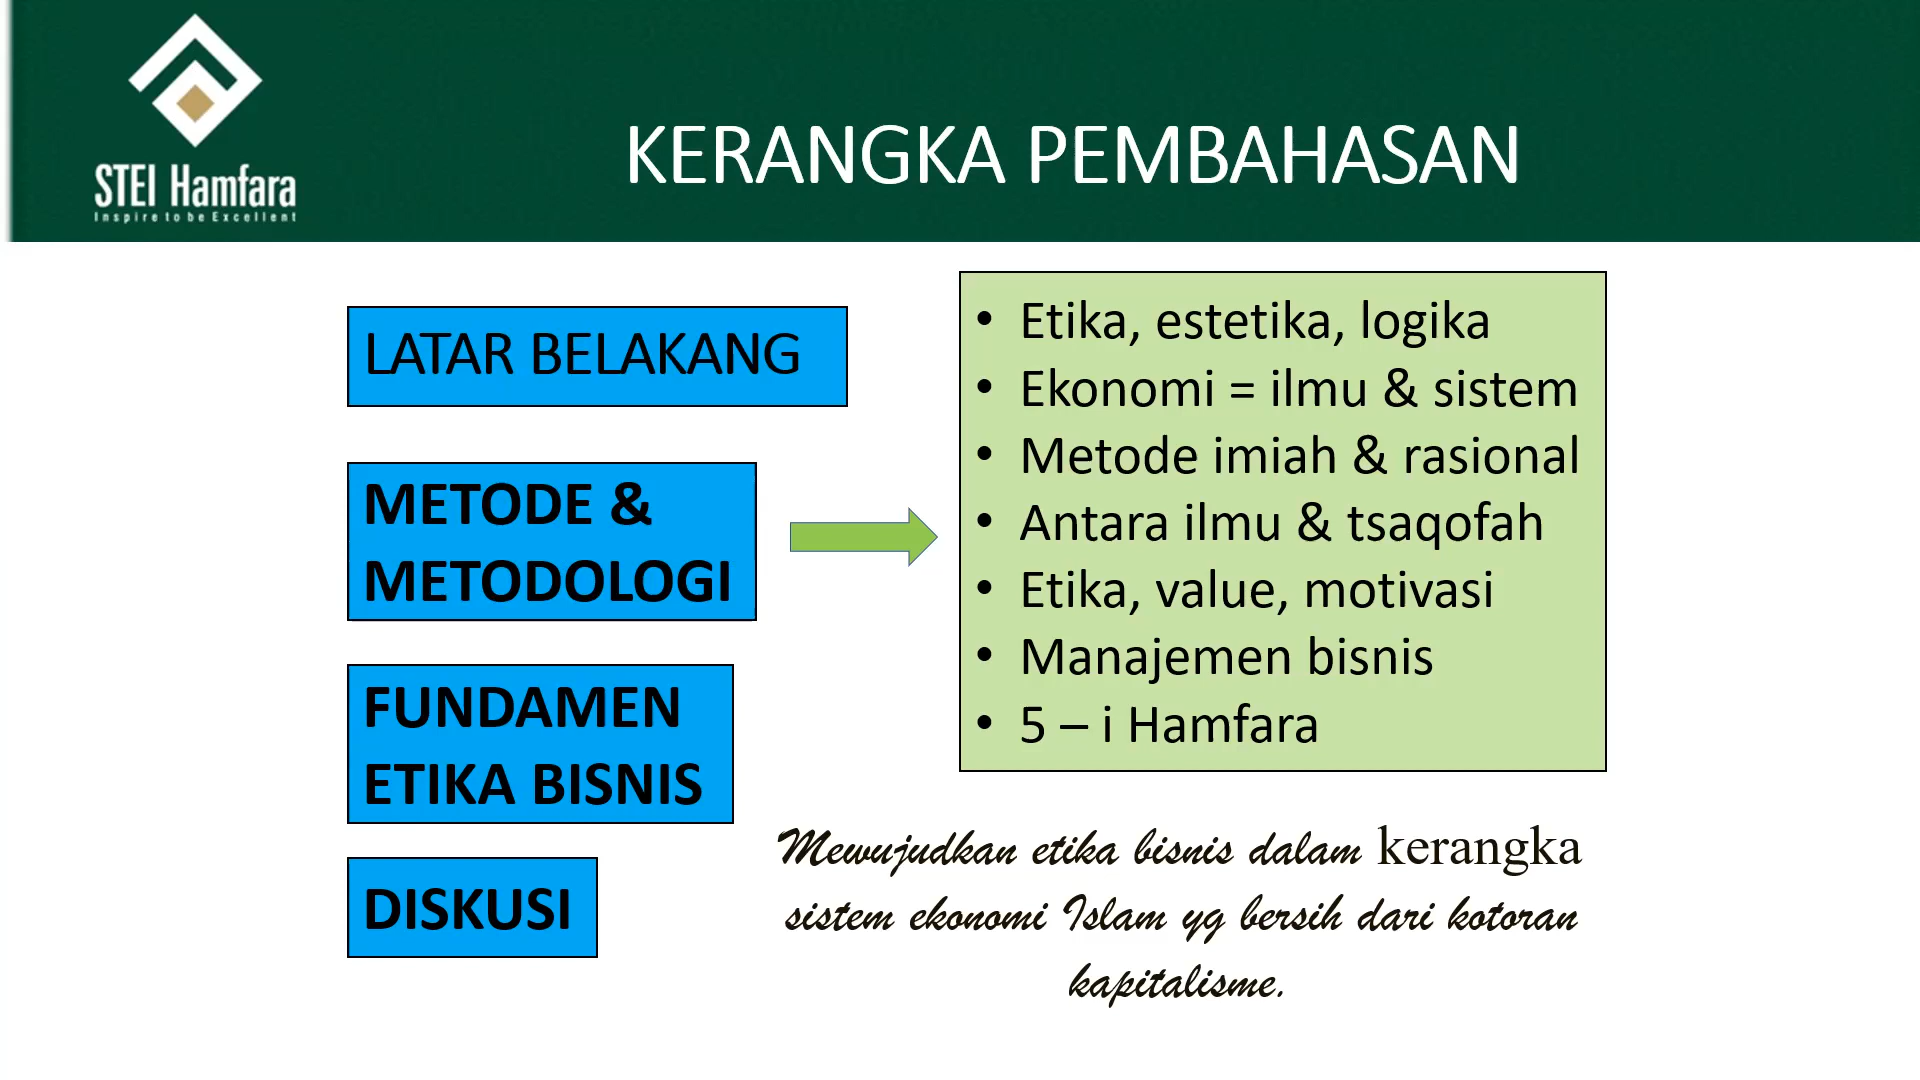 STEI Hamfara
Inspire to be Excellent
KERANGKA PEMBAHASAN
LATAR BELAKANG
METODE &
METODOLOGI
FUNDAMEN
ETIKA BISNIS
DISKUSI
• Etika, estetika, logika
• Ekonomi = ilmu & sistem
• Metode imiah & rasional
• Antara ilmu & tsaqofah
• Etika, value, motivasi
• Manajemen bisnis
• 5 – i Hamfara
Mewujudkan etika bisnis dalam kerangka
sistem ekonomi Islam yg bersih dari kotoran
kapitalisme.